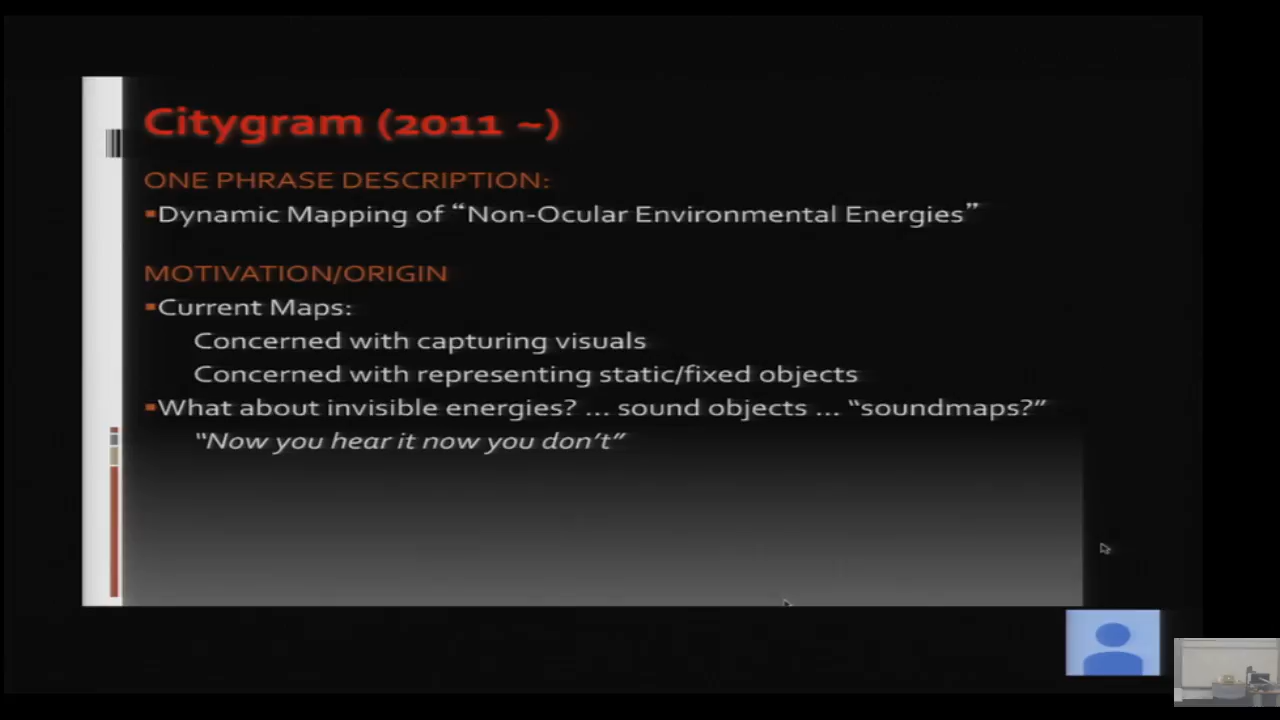 Citygram (2011 ~)
ONE PHRASE DESCRIPTION:
▪Dynamic Mapping of “Non-Ocular Environmental Energies”
MOTIVATION/ORIGIN
▪Current Maps:
Concerned with capturing visuals
Concerned with representing static/fixed objects
▪What about invisible energies? ... sound objects ... “soundmaps?”
“Now you hear it now you don’t”